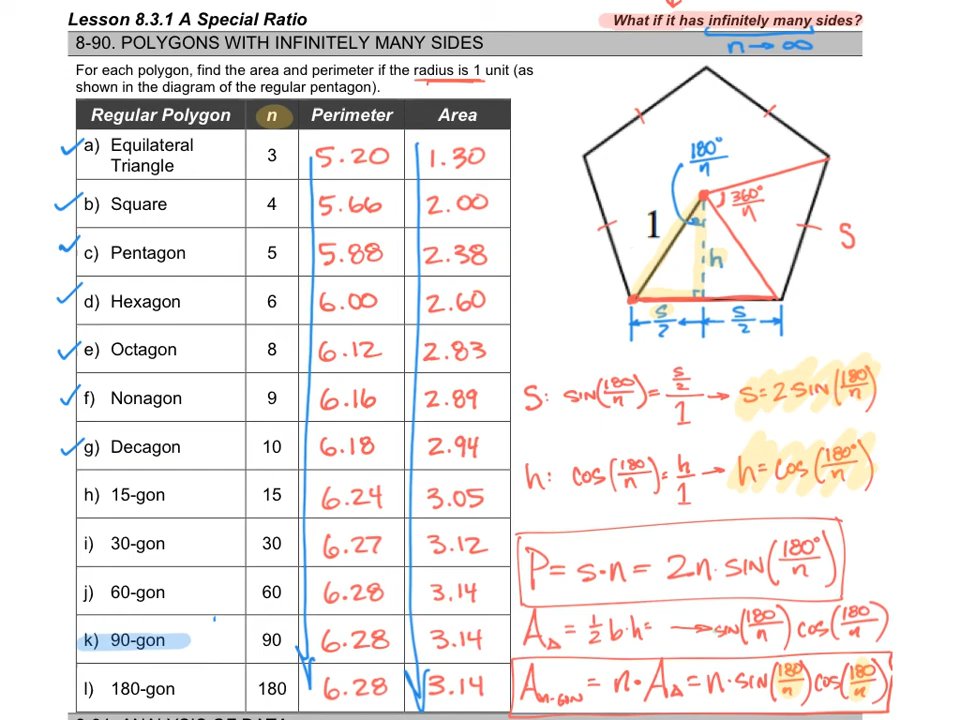 Lesson 8.3.1 A Special Ratio
What if it has infinitely many sides?
n → ∞
8-90. POLYGONS WITH INFINITELY MANY SIDES
For each polygon, find the area and perimeter if the radius is 1 unit (as
shown in the diagram of the regular pentagon).
Regular Polygon n Perimeter Area
a) Equilateral
Triangle 3 5.20 1.30
b) Square 4 5.66 2.00
c) Pentagon 5 5.88 2.38
d) Hexagon 6 6.00 2.60
e) Octagon 8 6.12 2.83
f) Nonagon 9 6.16 2.89
g) Decagon 10 6.18 2.94
h) 15-gon 15 6.24 3.05
i) 30-gon 30 6.27 3.12
j) 60-gon 60 6.28 3.14
k) 90-gon 90 6.28 3.14
l) 180-gon 180 6.28 3.14
180°/n
360°/n
1
h
S
s/2 s/2
S: SIN(180/n) = (s/2)/1 → S = 2 SIN(180/n)
h: cos(180/n) = h/1 → h = cos(180°/n)
P = s·n = 2n·SIN(180°/n)
A△ = 1/2 b·h = → SIN(180/n) cos(180/n)
An-gon = n·A△ = n·SIN(180/n) cos(180/n)